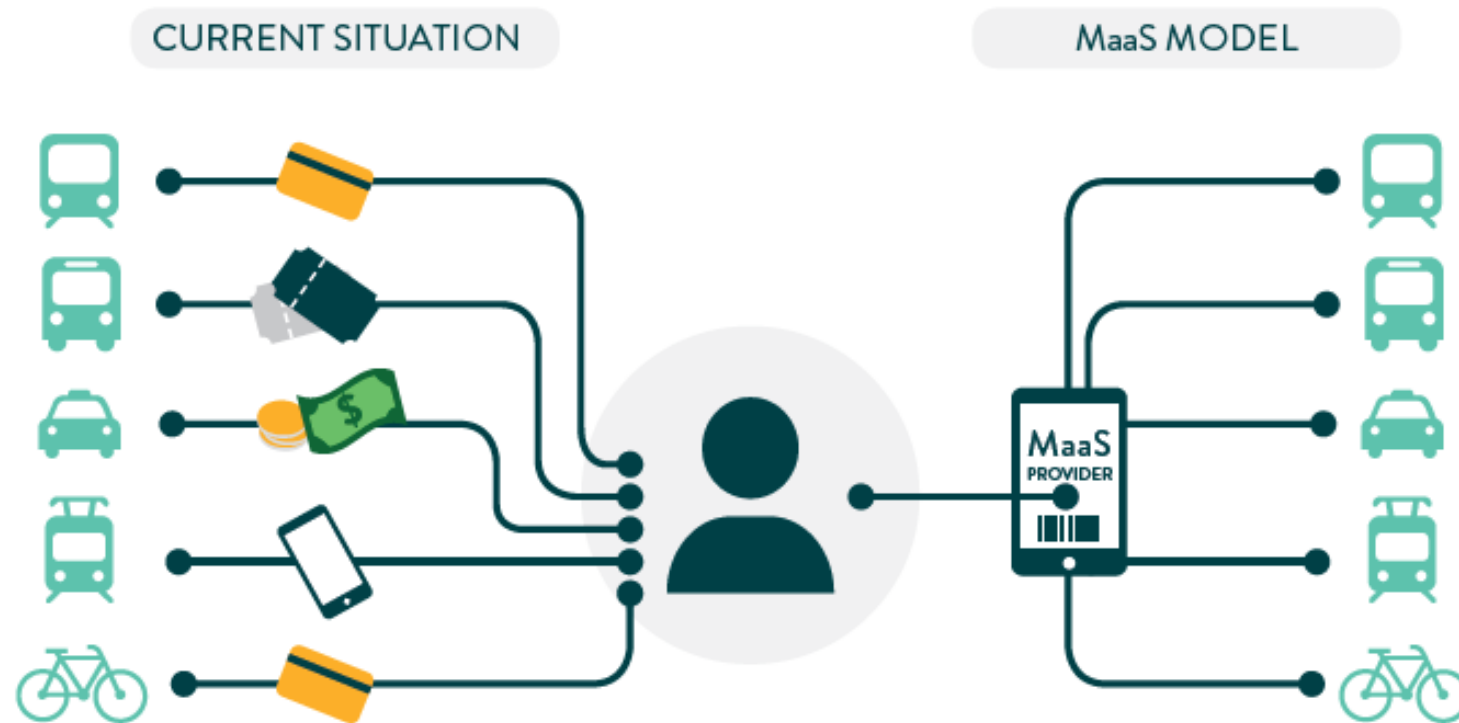 CURRENT SITUATION
MaaS MODEL
$
MaaS
PROVIDER